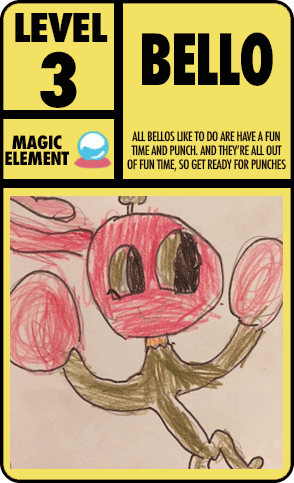 LEVEL
3
BELLO
MAGIC
ELEMENT
ALL BELLOS LIKE TO DO ARE HAVE A FUN
TIME AND PUNCH. AND THEY'RE ALL OUT
OF FUN TIME, SO GET READY FOR PUNCHES